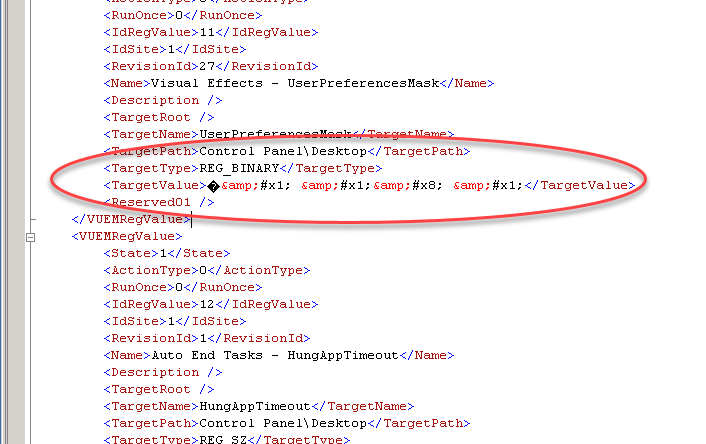 <RunOnce>0</RunOnce>
<IdRegValue>11</IdRegValue>
<IdSite>1</IdSite>
<RevisionId>27</RevisionId>
<Name>Visual Effects - UserPreferencesMask</Name>
<Description />
<TargetRoot />
<TargetName>UserPreferencesMask</TargetName>
<TargetPath>Control Panel\Desktop</TargetPath>
<TargetType>REG_BINARY</TargetType>
<TargetValue>�&amp;#x1; &amp;#x1;&amp;#x8; &amp;#x1;</TargetValue>
<Reserved01 />
</VUEMRegValue>
<VUEMRegValue>
<State>1</State>
<ActionType>0</ActionType>
<RunOnce>0</RunOnce>
<IdRegValue>12</IdRegValue>
<IdSite>1</IdSite>
<RevisionId>1</RevisionId>
<Name>Auto End Tasks - HungAppTimeout</Name>
<Description />
<TargetRoot />
<TargetName>HungAppTimeout</TargetName>
<TargetPath>Control Panel\Desktop</TargetPath>
<TargetType>REG_SZ</TargetType>